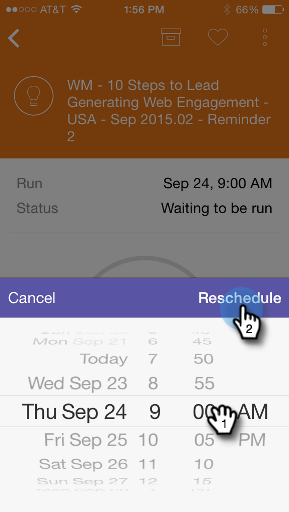 AT&T 1:56 PM 66%
WM - 10 Steps to Lead
Generating Web Engagement -
USA - Sep 2015.02 - Reminder
2
Run Sep 24, 9:00 AM
Status Waiting to be run
Cancel Reschedule
2
Mon Sep 21 6 45
Today 7 50
Wed Sep 23 8 55
Thu Sep 24 9 00 AM
1
Fri Sep 25 10 05 PM
Sat Sep 26 11 10
Sun Sep 27 12 15